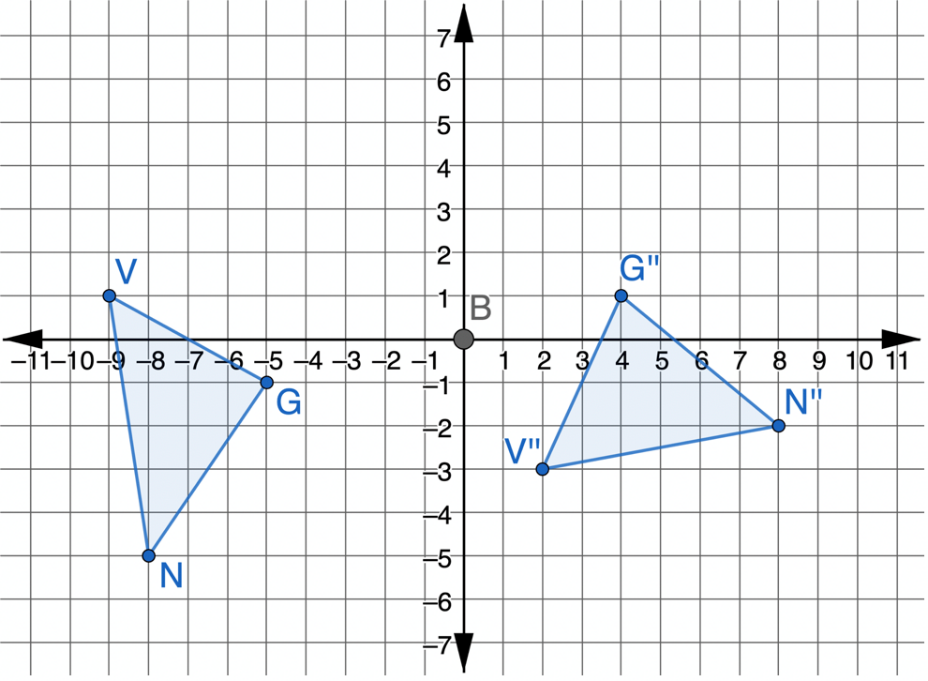 7
6
5
4
3
V G" 2
1 B
–11 –10 –9 –8 –7 –6 –5 –4 –3 –2 –1 1 2 3 4 5 6 7 8 9 10 11
–1
G N"
–2
V" –3
–4
–5
N
–6
–7